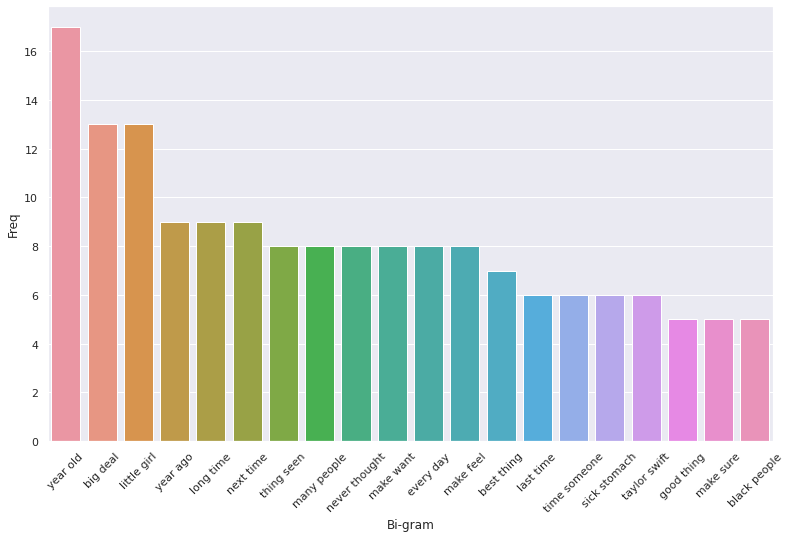 Freq
16
14
12
10
8
6
4
2
0
year old
big deal
little girl
year ago
long time
next time
thing seen
many people
never thought
make want
every day
make feel
best thing
last time
time someone
sick stomach
taylor swift
good thing
make sure
black people
Bi-gram